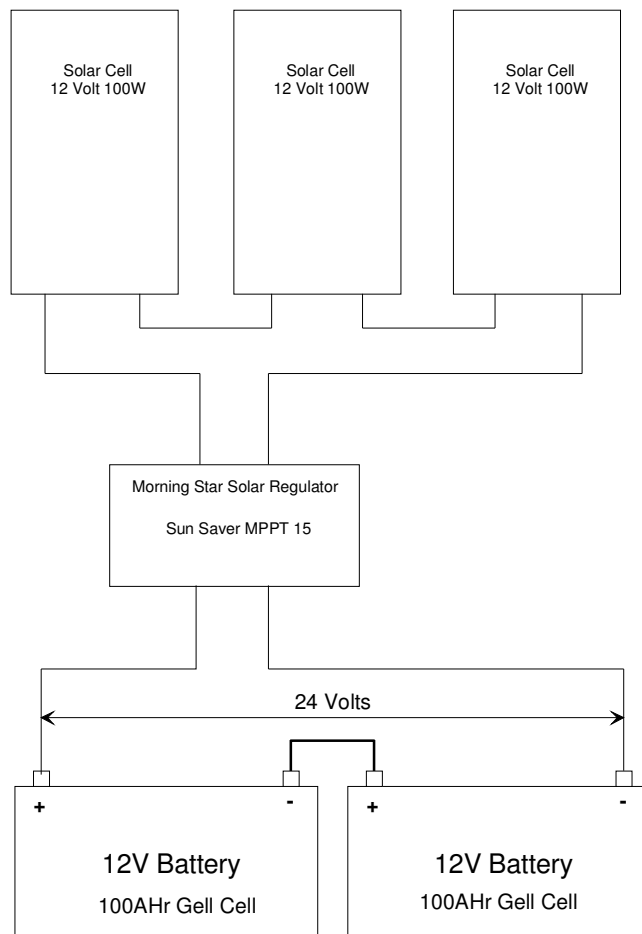 Solar Cell
12 Volt 100W
Solar Cell
12 Volt 100W
Solar Cell
12 Volt 100W
Morning Star Solar Regulator
Sun Saver MPPT 15
24 Volts
+
-
+
-
12V Battery
100AHr Gell Cell
12V Battery
100AHr Gell Cell